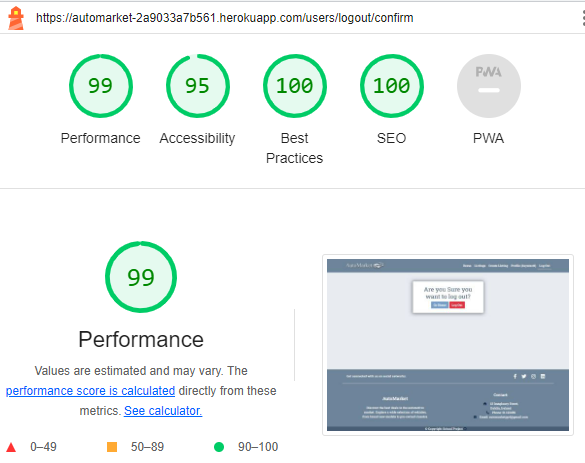 https://automarket-2a9033a7b561.herokuapp.com/users/logout/confirm
99
95
100
100
PWA
Performance
Accessibility
Best
Practices
SEO
PWA
99
Performance
Values are estimated and may vary. The
performance score is calculated directly from these
metrics. See calculator.
0–49
50–89
90–100
AutoMarket
Are you Sure you
want to log out?
AutoMarket
Contact